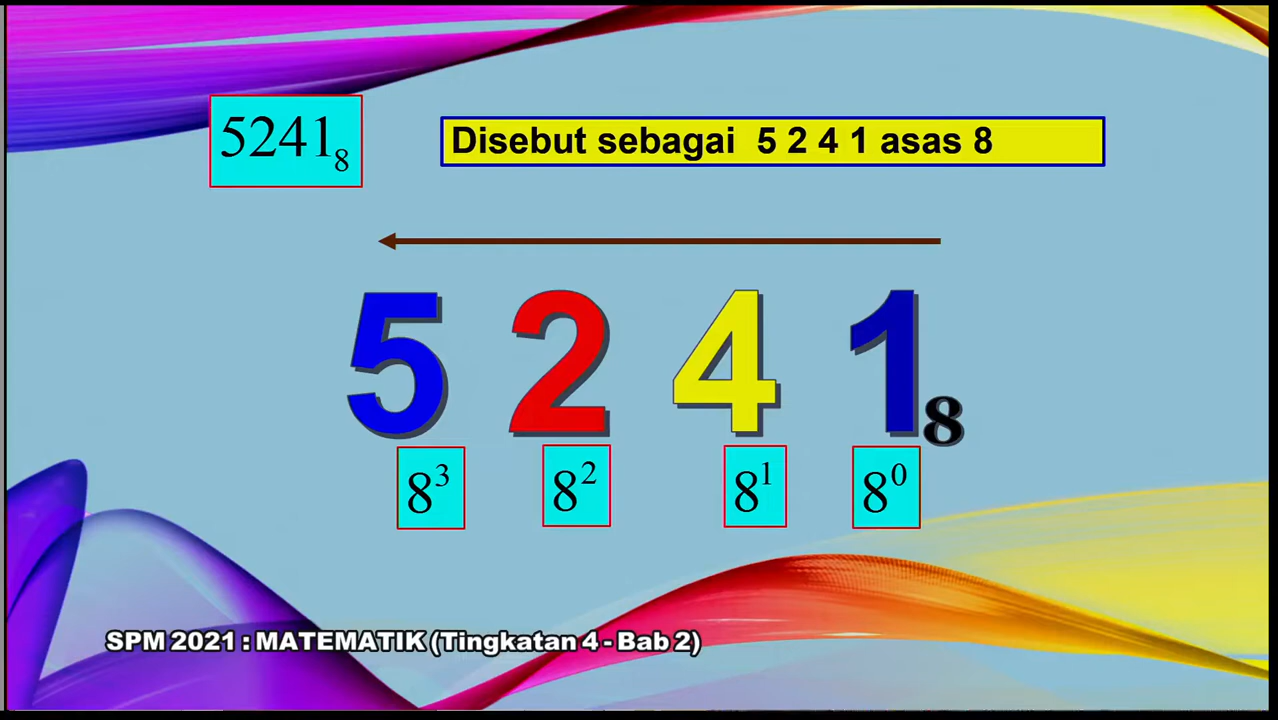 5241₈
Disebut sebagai 5 2 4 1 asas 8
5 2 4 1₈
8³ 8² 8¹ 8⁰
SPM 2021 : MATEMATIK (Tingkatan 4 - Bab 2)